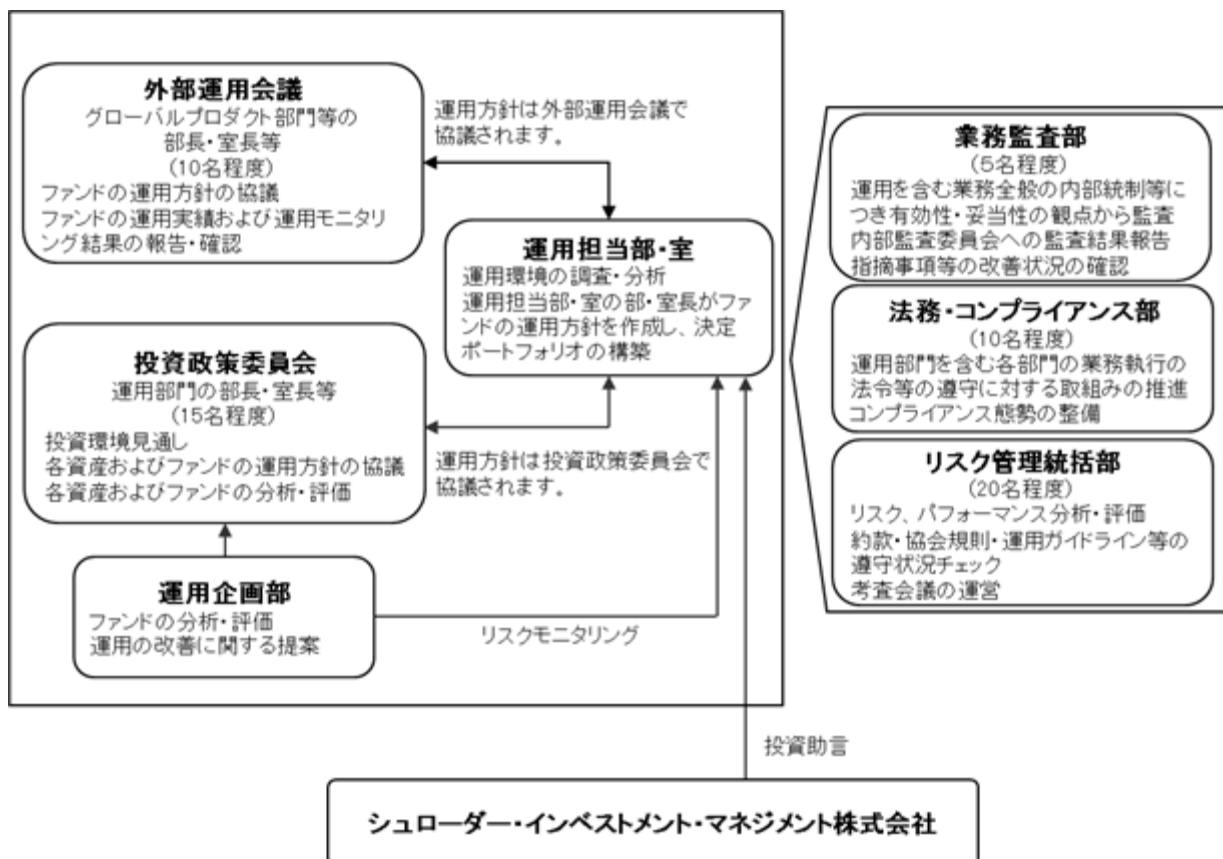 外部運用会議
グローバルプロダクト部門等の
部長・室長等
(10名程度)
ファンドの運用方針の協議
ファンドの運用実績および運用モニタリ
ング結果の報告・確認
運用方針は外部運用会議で
協議されます。
運用担当部・室
運用環境の調査・分析
運用担当部・室の部・室長がファ
ンドの運用方針を作成し、決定
ポートフォリオの構築
投資政策委員会
運用部門の部長・室長等
(15名程度)
投資環境見通し
各資産およびファンドの運用方針の協議
各資産およびファンドの分析・評価
運用方針は投資政策委員会で
協議されます。
運用企画部
ファンドの分析・評価
運用の改善に関する提案
リスクモニタリング
業務監査部
(5名程度)
運用を含む業務全般の内部統制等に
つき有効性・妥当性の観点から監査
内部監査委員会への監査結果報告
指摘事項等の改善状況の確認
法務・コンプライアンス部
(10名程度)
運用部門を含む各部門の業務執行の
法令等の遵守に対する取組みの推進
コンプライアンス態勢の整備
リスク管理統括部
(20名程度)
リスク、パフォーマンス分析・評価
約款・協会規則・運用ガイドライン等の
遵守状況チェック
考査会議の運営
投資助言
シュローダー・インベストメント・マネジメント株式会社